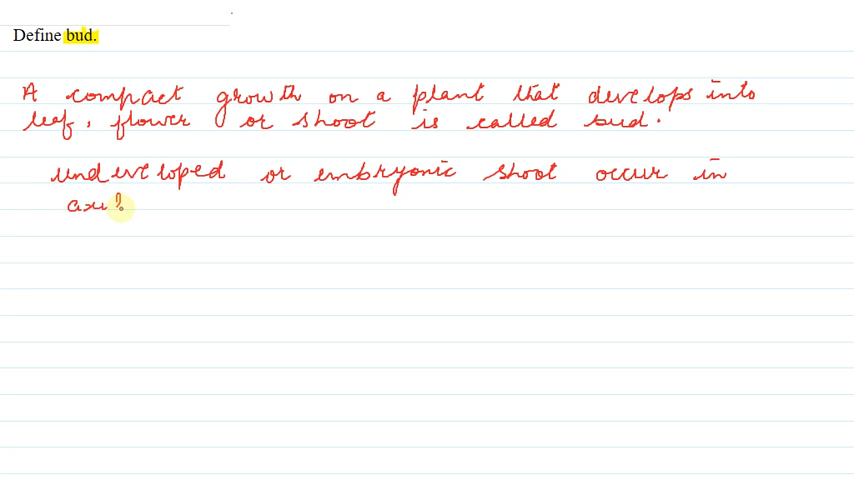 Define bud.
A compact growth on a plant that develops into
leaf, flower or shoot is called bud.
undeveloped or embryonic shoot occur in